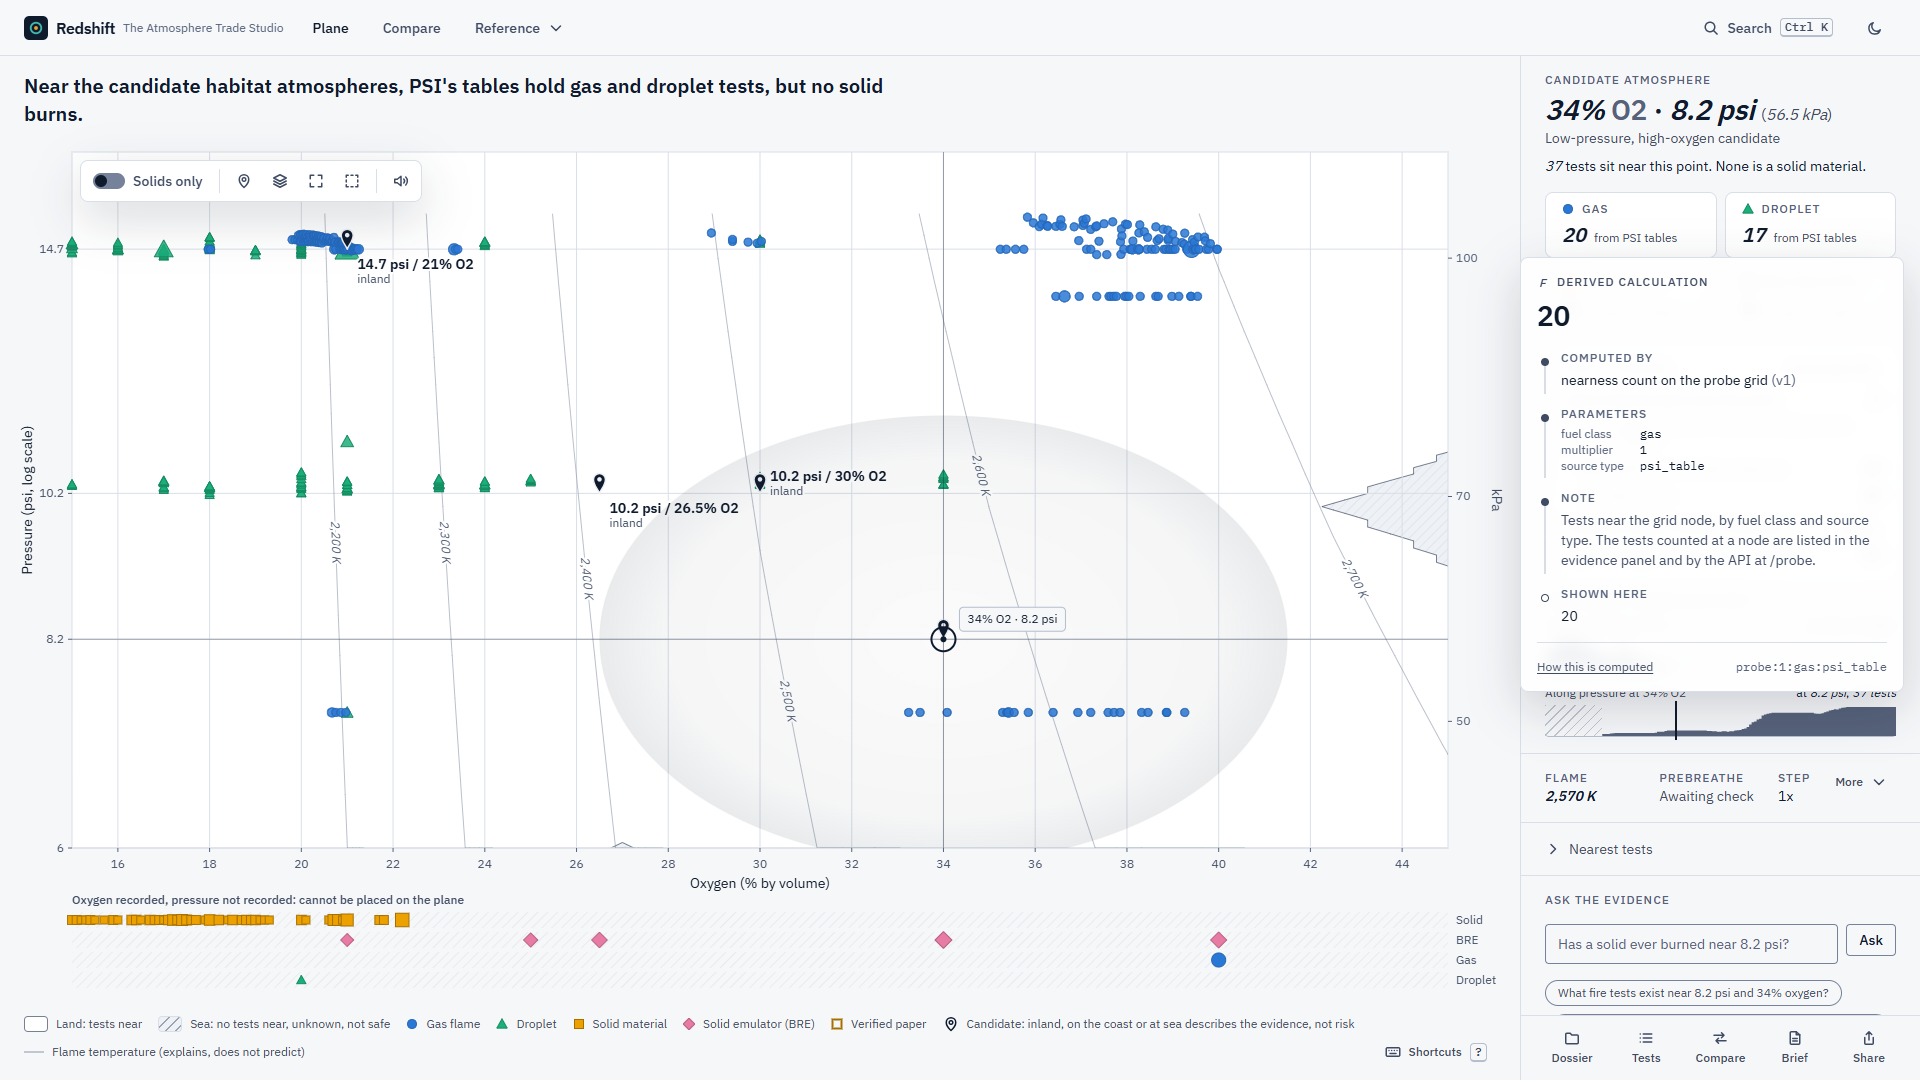 Redshift
The Atmosphere Trade Studio
Plane
Compare
Reference
Search
Ctrl K
Near the candidate habitat atmospheres, PSI's tables hold gas and droplet tests, but no solid
burns.
Solids only
14.7
10.2
8.2
6
Pressure (psi, log scale)
14.7 psi / 21% O2
inland
10.2 psi / 26.5% O2
inland
10.2 psi / 30% O2
inland
34% O2 · 8.2 psi
2,200 K
2,300 K
2,400 K
2,500 K
2,600 K
2,700 K
100
70
50
kPa
16
18
20
22
24
26
28
30
32
34
36
38
40
42
44
Oxygen (% by volume)
Oxygen recorded, pressure not recorded: cannot be placed on the plane
Solid
BRE
Gas
Droplet
Land: tests near
Sea: no tests near, unknown, not safe
Gas flame
Droplet
Solid material
Solid emulator (BRE)
Verified paper
Candidate: inland, on the coast or at sea describes the evidence, not risk
Flame temperature (explains, does not predict)
Shortcuts ?
CANDIDATE ATMOSPHERE
34% O2 · 8.2 psi (56.5 kPa)
Low-pressure, high-oxygen candidate
37 tests sit near this point. None is a solid material.
GAS
20 from PSI tables
DROPLET
17 from PSI tables
F DERIVED CALCULATION
20
COMPUTED BY
nearness count on the probe grid (v1)
PARAMETERS
fuel class gas
multiplier 1
source type psi_table
NOTE
Tests near the grid node, by fuel class and source
type. The tests counted at a node are listed in the
evidence panel and by the API at /probe.
SHOWN HERE
20
How this is computed
probe:1:gas:psi_table
Along pressure at 34% O2
at 8.2 psi, 37 tests
FLAME
2,570 K
PREBREATHE
Awaiting check
STEP
1x
More
Nearest tests
ASK THE EVIDENCE
Has a solid ever burned near 8.2 psi?
Ask
What fire tests exist near 8.2 psi and 34% oxygen?
Dossier
Tests
Compare
Brief
Share